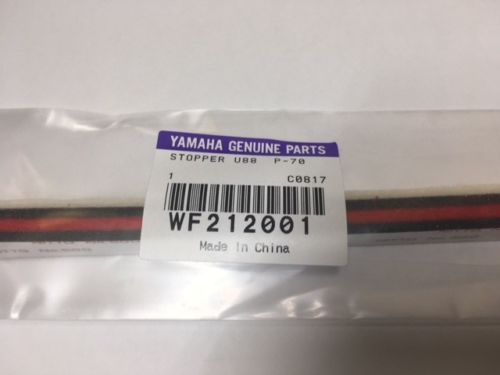 YAMAHA GENUINE PARTS
STOPPER U88 P-70
1 C0817
WF212001
Made in China